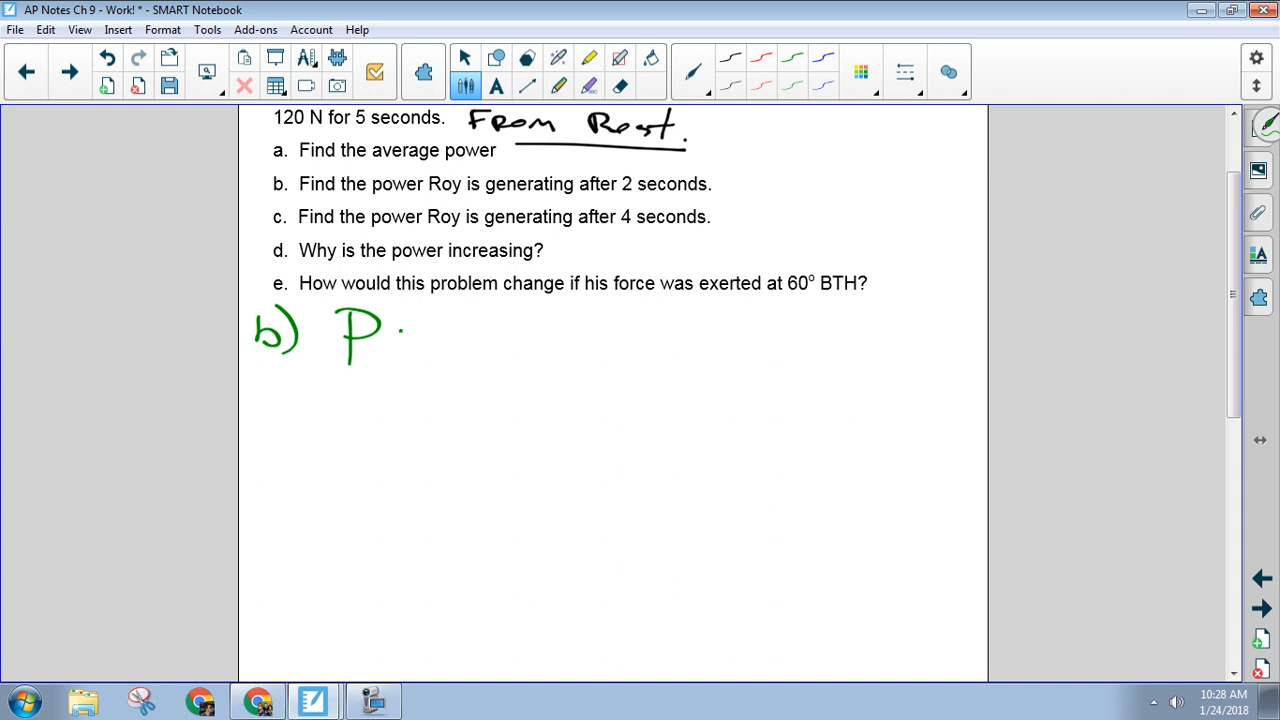 AP Notes Ch 9 - Work! * - SMART Notebook
File Edit View Insert Format Tools Add-ons Account Help
120 N for 5 seconds. From Rest.
a. Find the average power
b. Find the power Roy is generating after 2 seconds.
c. Find the power Roy is generating after 4 seconds.
d. Why is the power increasing?
e. How would this problem change if his force was exerted at 60° BTH?
b) P
10:28 AM
1/24/2018